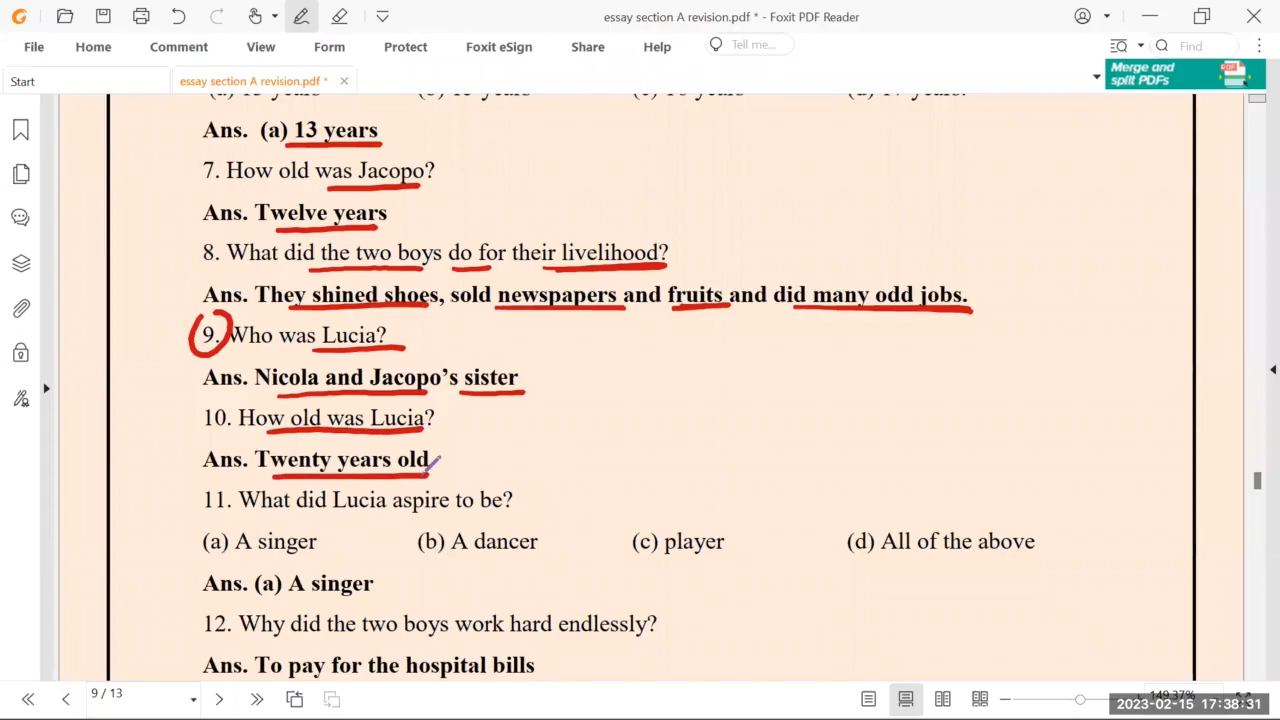 essay section A revision.pdf * - Foxit PDF Reader
File Home Comment View Form Protect Foxit eSign Share Help Tell me... Find
Start essay section A revision.pdf *
Merge and split PDFs
Ans. (a) 13 years
7. How old was Jacopo?
Ans. Twelve years
8. What did the two boys do for their livelihood?
Ans. They shined shoes, sold newspapers and fruits and did many odd jobs.
9. Who was Lucia?
Ans. Nicola and Jacopo’s sister
10. How old was Lucia?
Ans. Twenty years old
11. What did Lucia aspire to be?
(a) A singer (b) A dancer (c) player (d) All of the above
Ans. (a) A singer
12. Why did the two boys work hard endlessly?
Ans. To pay for the hospital bills
9 / 13 149.37%
2023-02-15 17:38:31